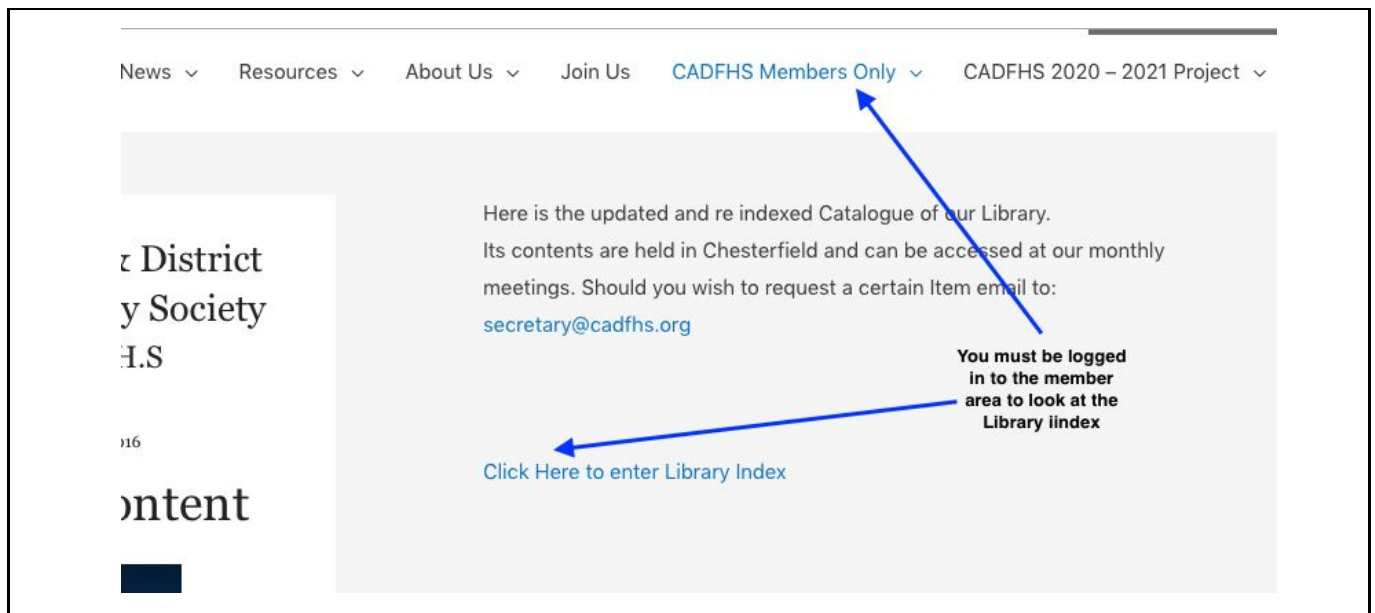 News Resources About Us Join Us CADFHS Members Only CADFHS 2020 – 2021 Project
Here is the updated and re indexed Catalogue of our Library.
Its contents are held in Chesterfield and can be accessed at our monthly
meetings. Should you wish to request a certain Item email to:
secretary@cadfhs.org
& District
y Society
H.S
016
ontent
You must be logged
in to the member
area to look at the
Library iindex
Click Here to enter Library Index